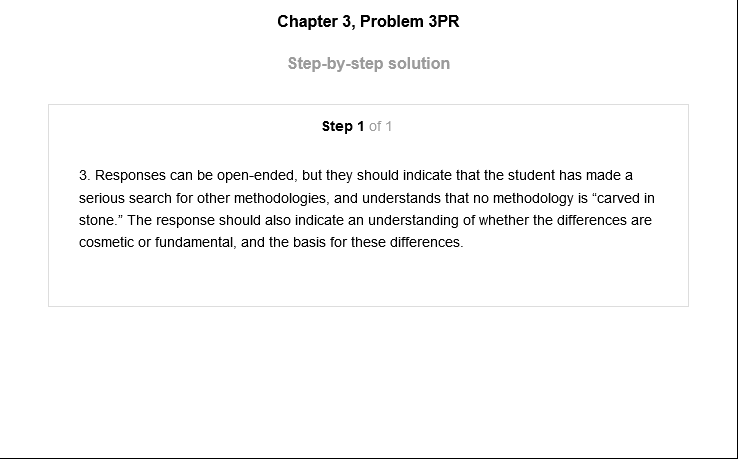 Chapter 3, Problem 3PR
Step-by-step solution
Step 1 of 1
3. Responses can be open-ended, but they should indicate that the student has made a
serious search for other methodologies, and understands that no methodology is “carved in
stone.” The response should also indicate an understanding of whether the differences are
cosmetic or fundamental, and the basis for these differences.